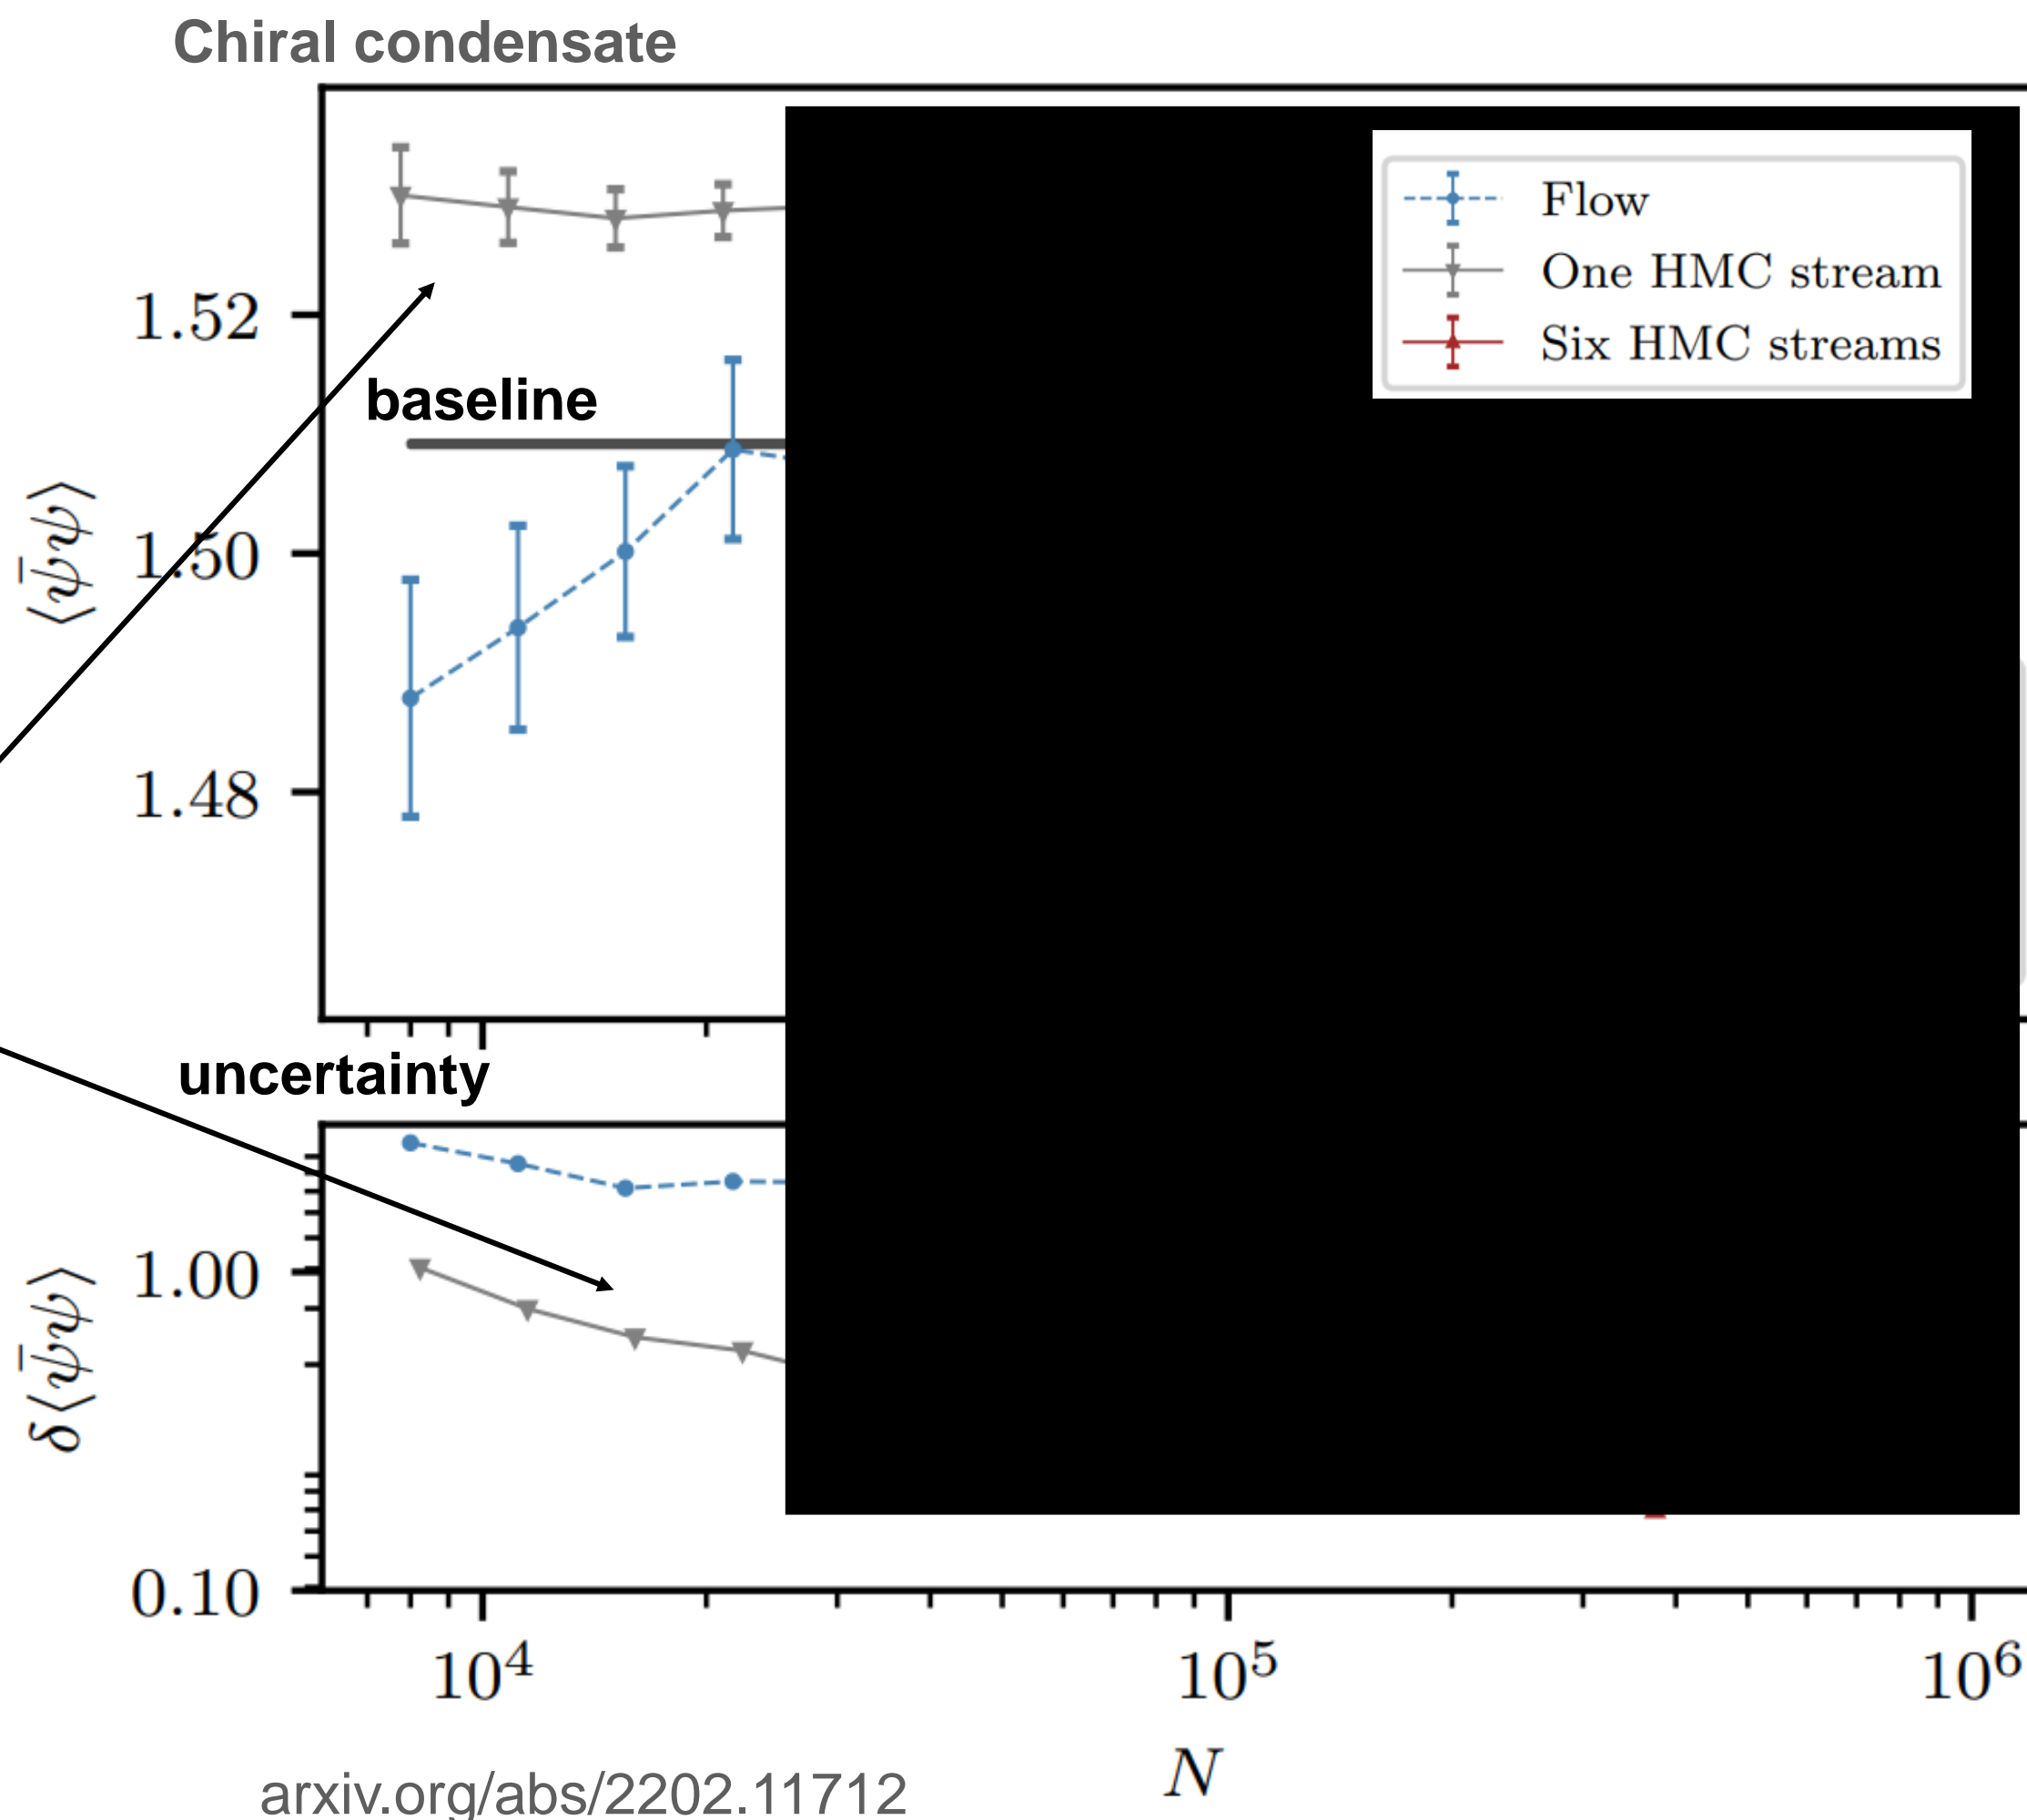 Chiral condensate
Flow
One HMC stream
Six HMC streams
1.52
baseline
⟨ψ̄ψ⟩
1.50
1.48
uncertainty
1.00
δ⟨ψ̄ψ⟩
0.10
10⁴ 10⁵ 10⁶
N
arxiv.org/abs/2202.11712